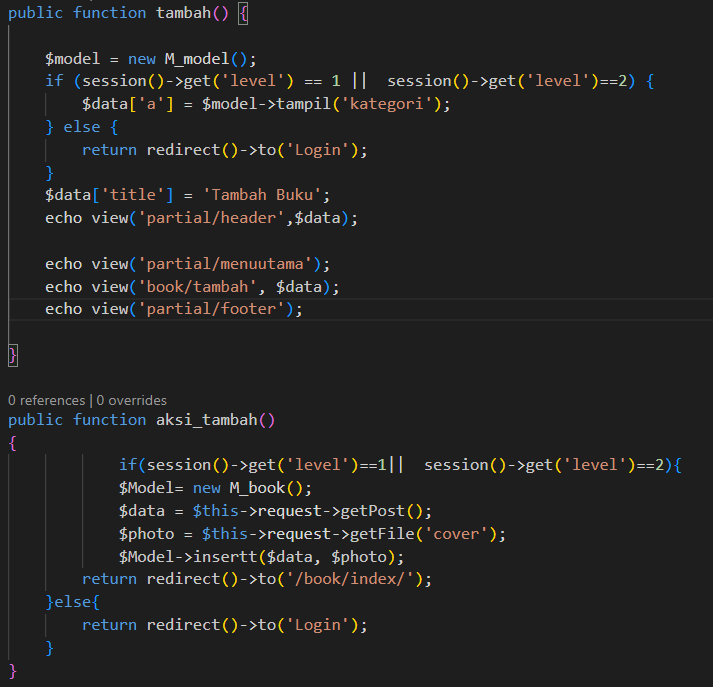 public function tambah() {
$model = new M_model();
if (session()->get('level') == 1 ||  session()->get('level')==2) {
$data['a'] = $model->tampil('kategori');
} else {
return redirect()->to('Login');
}
$data['title'] = 'Tambah Buku';
echo view('partial/header',$data);
echo view('partial/menuutama');
echo view('book/tambah', $data);
echo view('partial/footer');
}
0 references | 0 overrides
public function aksi_tambah()
{
if(session()->get('level')==1||  session()->get('level')==2){
$Model= new M_book();
$data = $this->request->getPost();
$photo = $this->request->getFile('cover');
$Model->insertt($data, $photo);
return redirect()->to('/book/index/');
}else{
return redirect()->to('Login');
}
}